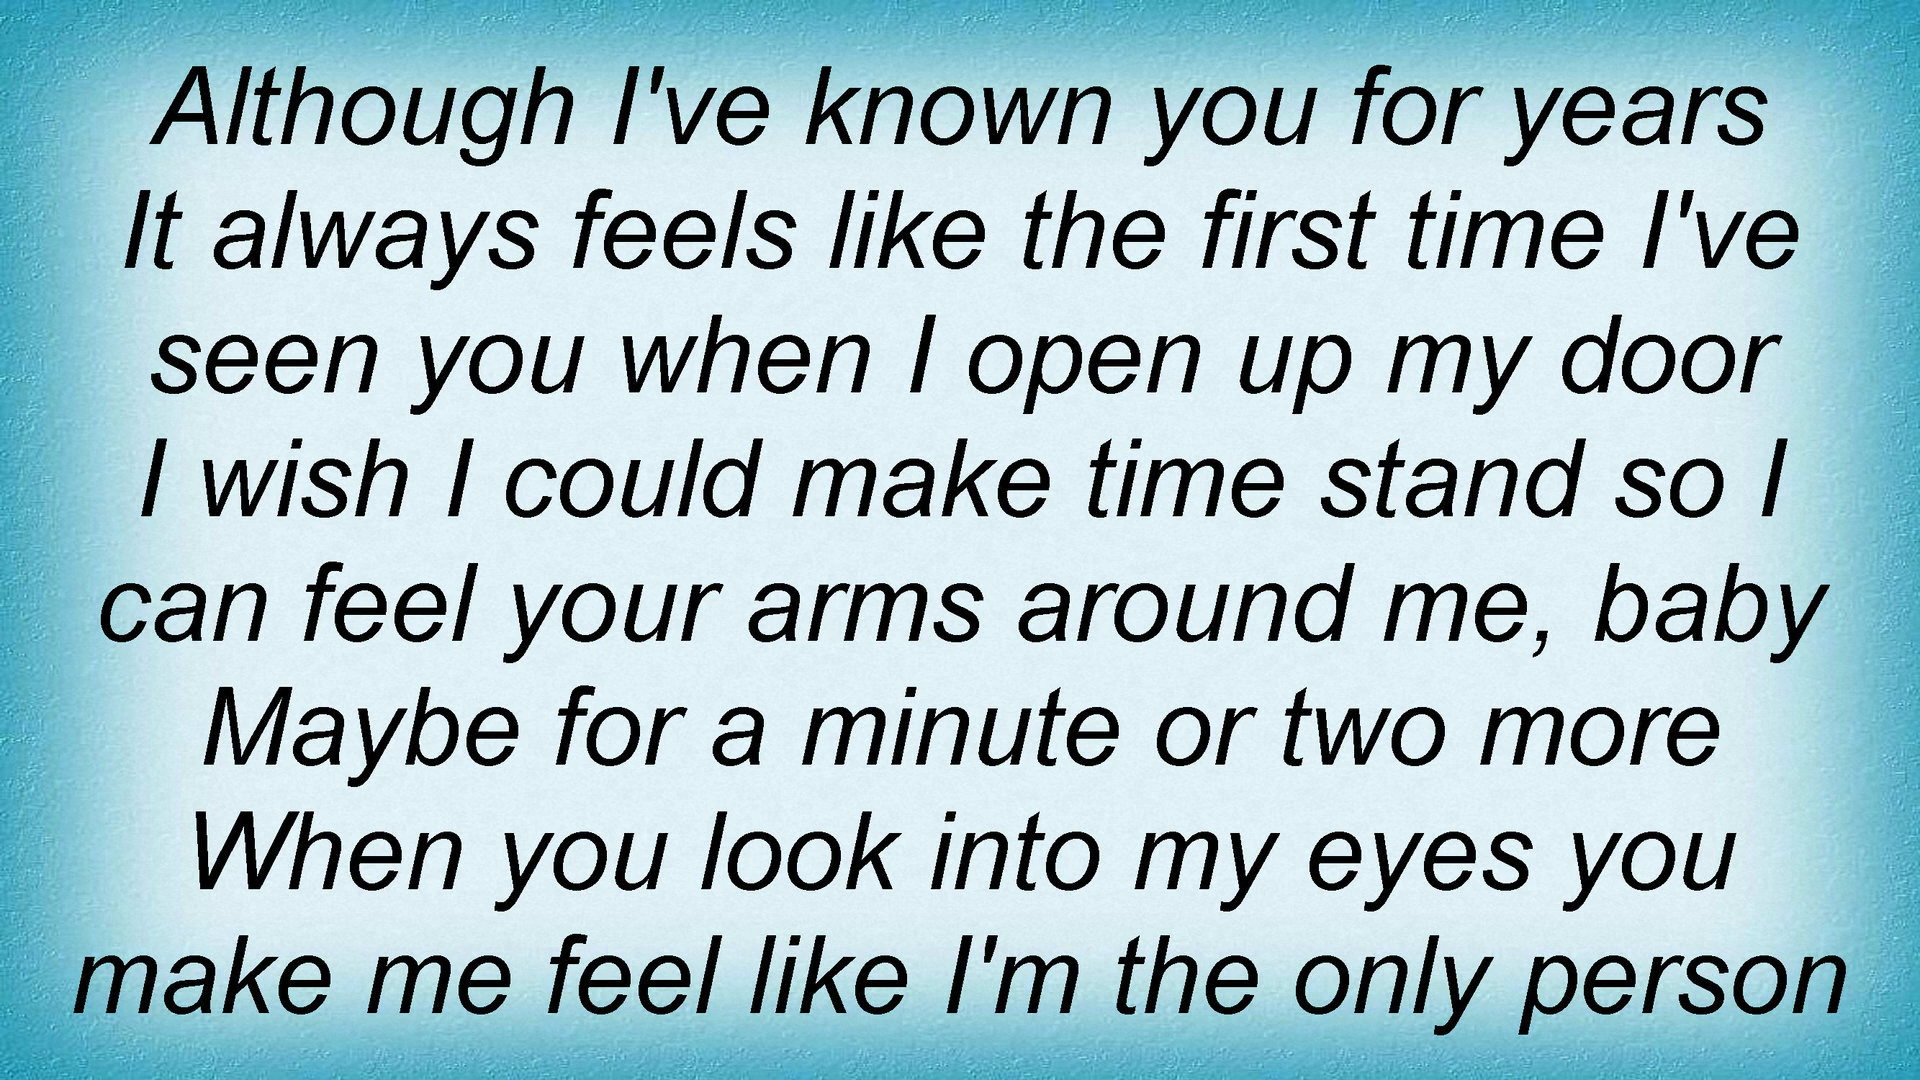 Although I've known you for years
It always feels like the first time I've
seen you when I open up my door
I wish I could make time stand so I
can feel your arms around me, baby
Maybe for a minute or two more
When you look into my eyes you
make me feel like I'm the only person